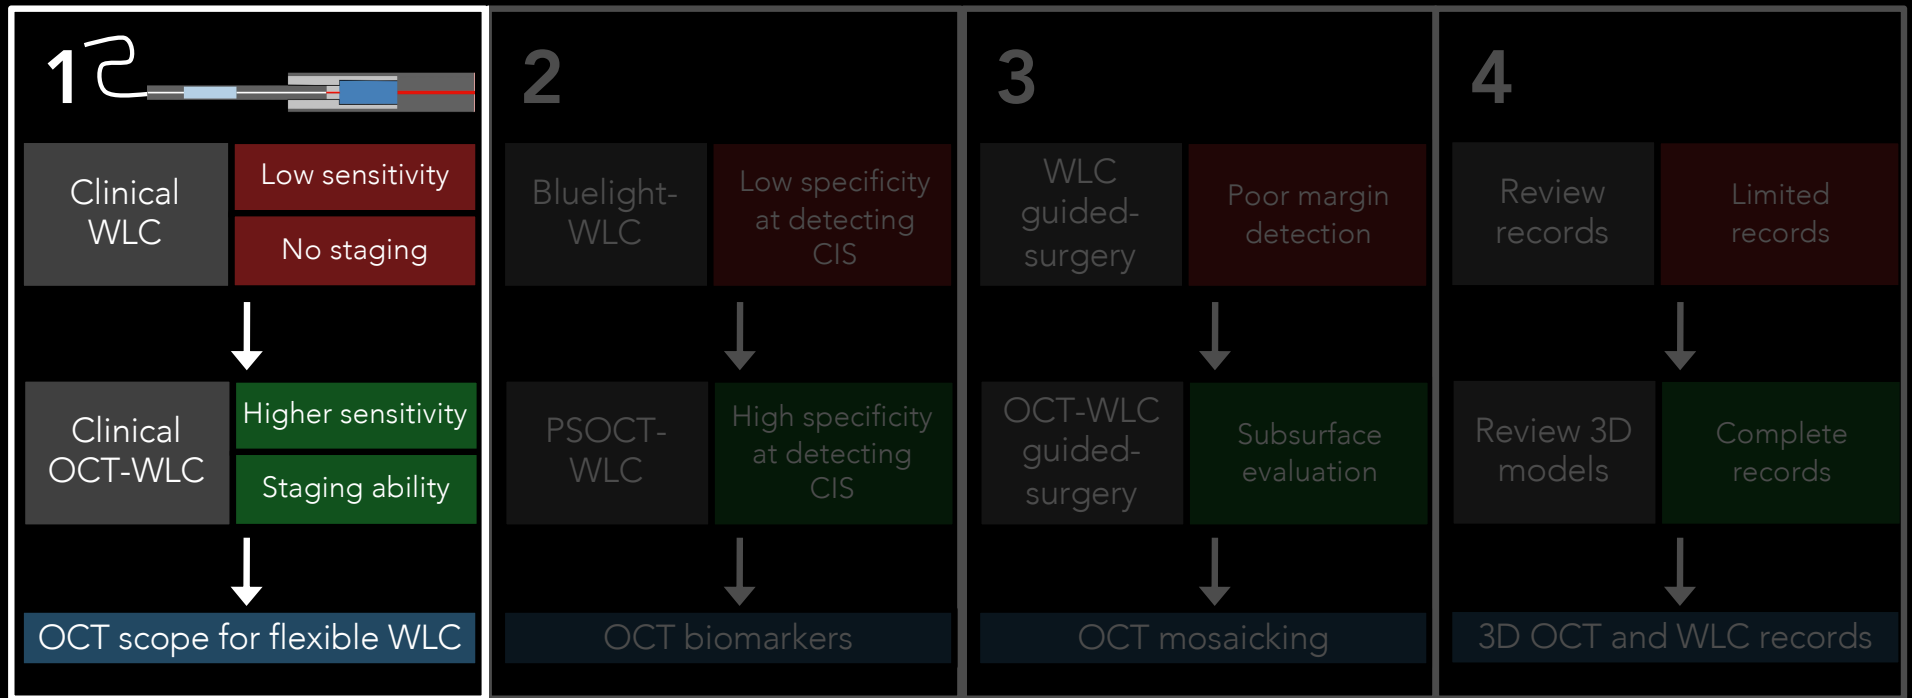 1
Clinical
WLC
Low sensitivity
No staging
Clinical
OCT-WLC
Higher sensitivity
Staging ability
OCT scope for flexible WLC
2
Bluelight-
WLC
Low specificity
at detecting
CIS
PSOCT-
WLC
High specificity
at detecting
CIS
OCT biomarkers
3
WLC
guided-
surgery
Poor margin
detection
OCT-WLC
guided-
surgery
Subsurface
evaluation
OCT mosaicking
4
Review
records
Limited
records
Review 3D
models
Complete
records
3D OCT and WLC records